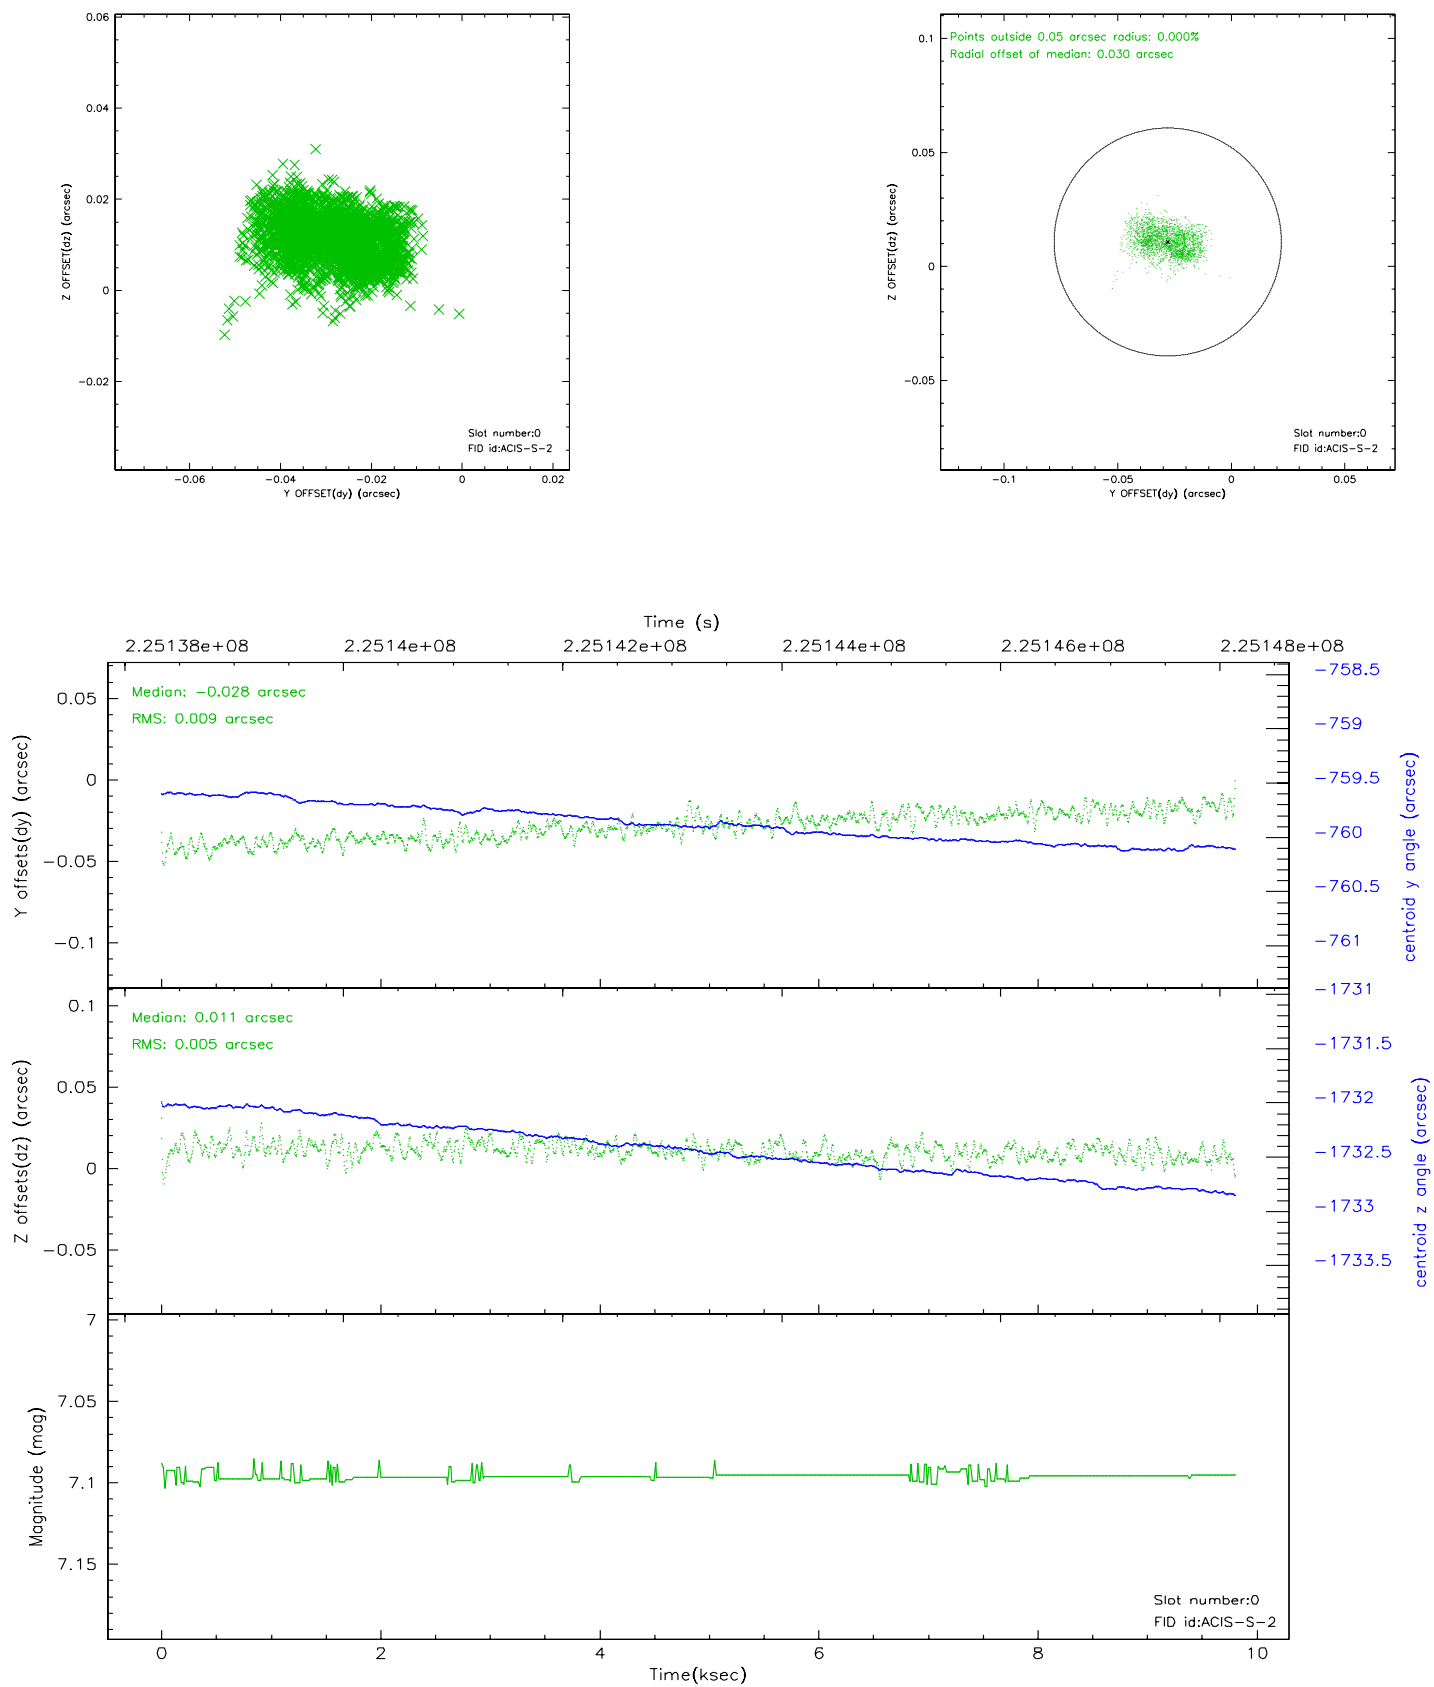 0.06
0.04
0.02
0
-0.02
Z OFFSET(dz) (arcsec)
-0.06
-0.04
-0.02
0
0.02
Y OFFSET(dy) (arcsec)
Slot number:0
FID id:ACIS-S-2
Points outside 0.05 arcsec radius: 0.000%
Radial offset of median: 0.030 arcsec
0.1
0.05
0
-0.05
Z OFFSET(dz) (arcsec)
-0.1
-0.05
0
0.05
Y OFFSET(dy) (arcsec)
Slot number:0
FID id:ACIS-S-2
Time (s)
2.25138e+08
2.2514e+08
2.25142e+08
2.25144e+08
2.25146e+08
2.25148e+08
Median: -0.028 arcsec
RMS: 0.009 arcsec
0.05
0
-0.05
-0.1
Y offsets(dy) (arcsec)
-758.5
-759
-759.5
-760
-760.5
-761
centroid y angle (arcsec)
Median: 0.011 arcsec
RMS: 0.005 arcsec
0.1
0.05
0
-0.05
Z offsets(dz) (arcsec)
-1731
-1731.5
-1732
-1732.5
-1733
-1733.5
centroid z angle (arcsec)
7
7.05
7.1
7.15
Magnitude (mag)
Slot number:0
FID id:ACIS-S-2
0
2
4
6
8
10
Time(ksec)